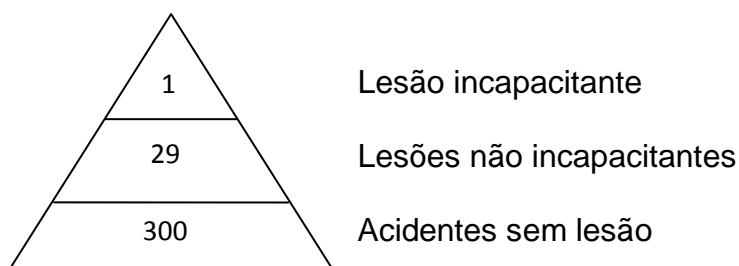 1 Lesão incapacitante
29 Lesões não incapacitantes
300 Acidentes sem lesão